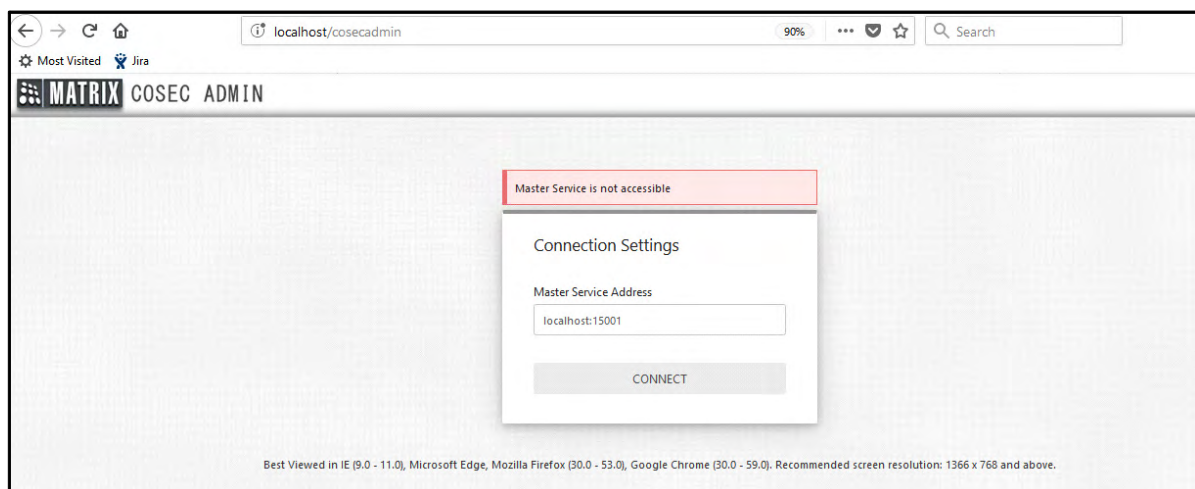 localhost/cosecadmin
90%
Search
Most Visited
Jira
MATRIX COSEC ADMIN
Master Service is not accessible
Connection Settings
Master Service Address
localhost:15001
CONNECT
Best Viewed in IE (9.0 - 11.0), Microsoft Edge, Mozilla Firefox (30.0 - 53.0), Google Chrome (30.0 - 59.0). Recommended screen resolution: 1366 x 768 and above.